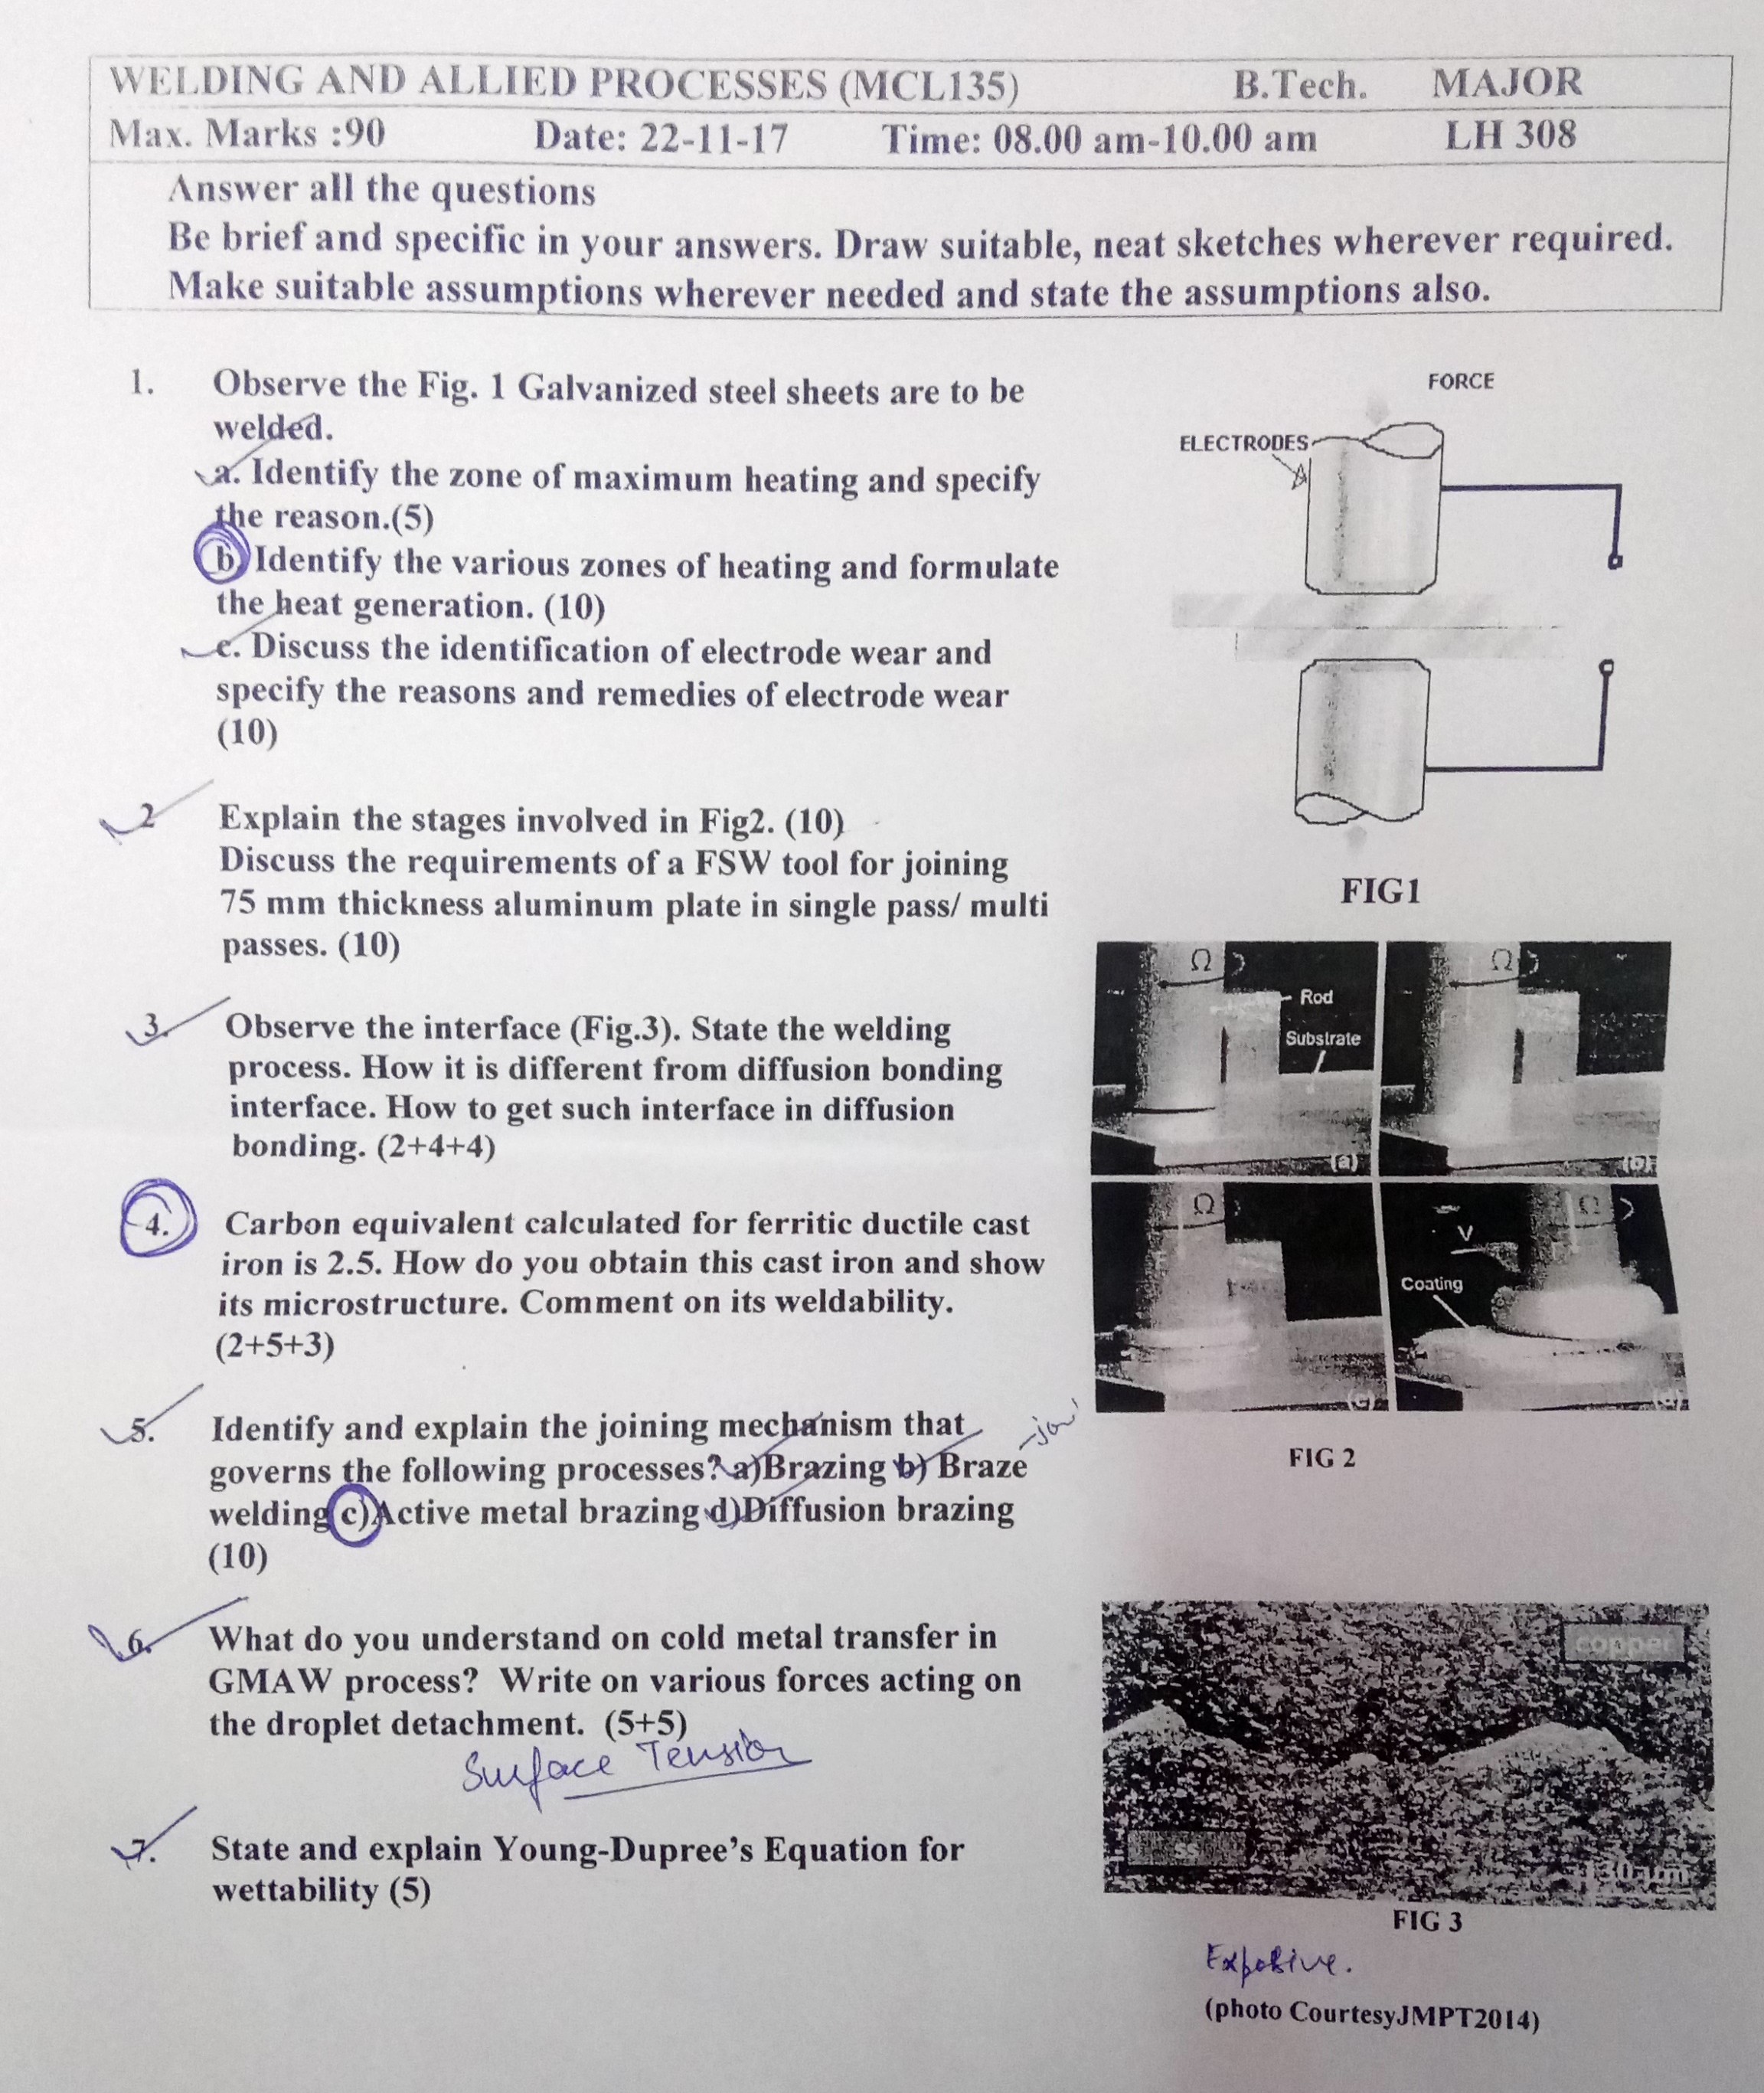 WELDING AND ALLIED PROCESSES (MCL135) B.Tech. MAJOR
Max. Marks :90 Date: 22-11-17 Time: 08.00 am-10.00 am LH 308
Answer all the questions
Be brief and specific in your answers. Draw suitable, neat sketches wherever required.
Make suitable assumptions wherever needed and state the assumptions also.
1. Observe the Fig. 1 Galvanized steel sheets are to be
welded.
a. Identify the zone of maximum heating and specify
the reason.(5)
b Identify the various zones of heating and formulate
the heat generation. (10)
c. Discuss the identification of electrode wear and
specify the reasons and remedies of electrode wear
(10)
FORCE
ELECTRODES
FIG1
2 Explain the stages involved in Fig2. (10)
Discuss the requirements of a FSW tool for joining
75 mm thickness aluminum plate in single pass/ multi
passes. (10)
3. Observe the interface (Fig.3). State the welding
process. How it is different from diffusion bonding
interface. How to get such interface in diffusion
bonding. (2+4+4)
4. Carbon equivalent calculated for ferritic ductile cast
iron is 2.5. How do you obtain this cast iron and show
its microstructure. Comment on its weldability.
(2+5+3)
Ω
Rod
Substrate
(a)
Ω
(b)
Ω
(c)
Ω
V
Coating
(d)
FIG 2
5. Identify and explain the joining mechanism that
governs the following processes? a)Brazing b) Braze
welding c)Active metal brazing d)Diffusion brazing
(10)
6. What do you understand on cold metal transfer in
GMAW process? Write on various forces acting on
the droplet detachment. (5+5)
Surface Tension
7. State and explain Young-Dupree's Equation for
wettability (5)
copper
ss
30 µm
FIG 3
Explosive.
(photo CourtesyJMPT2014)